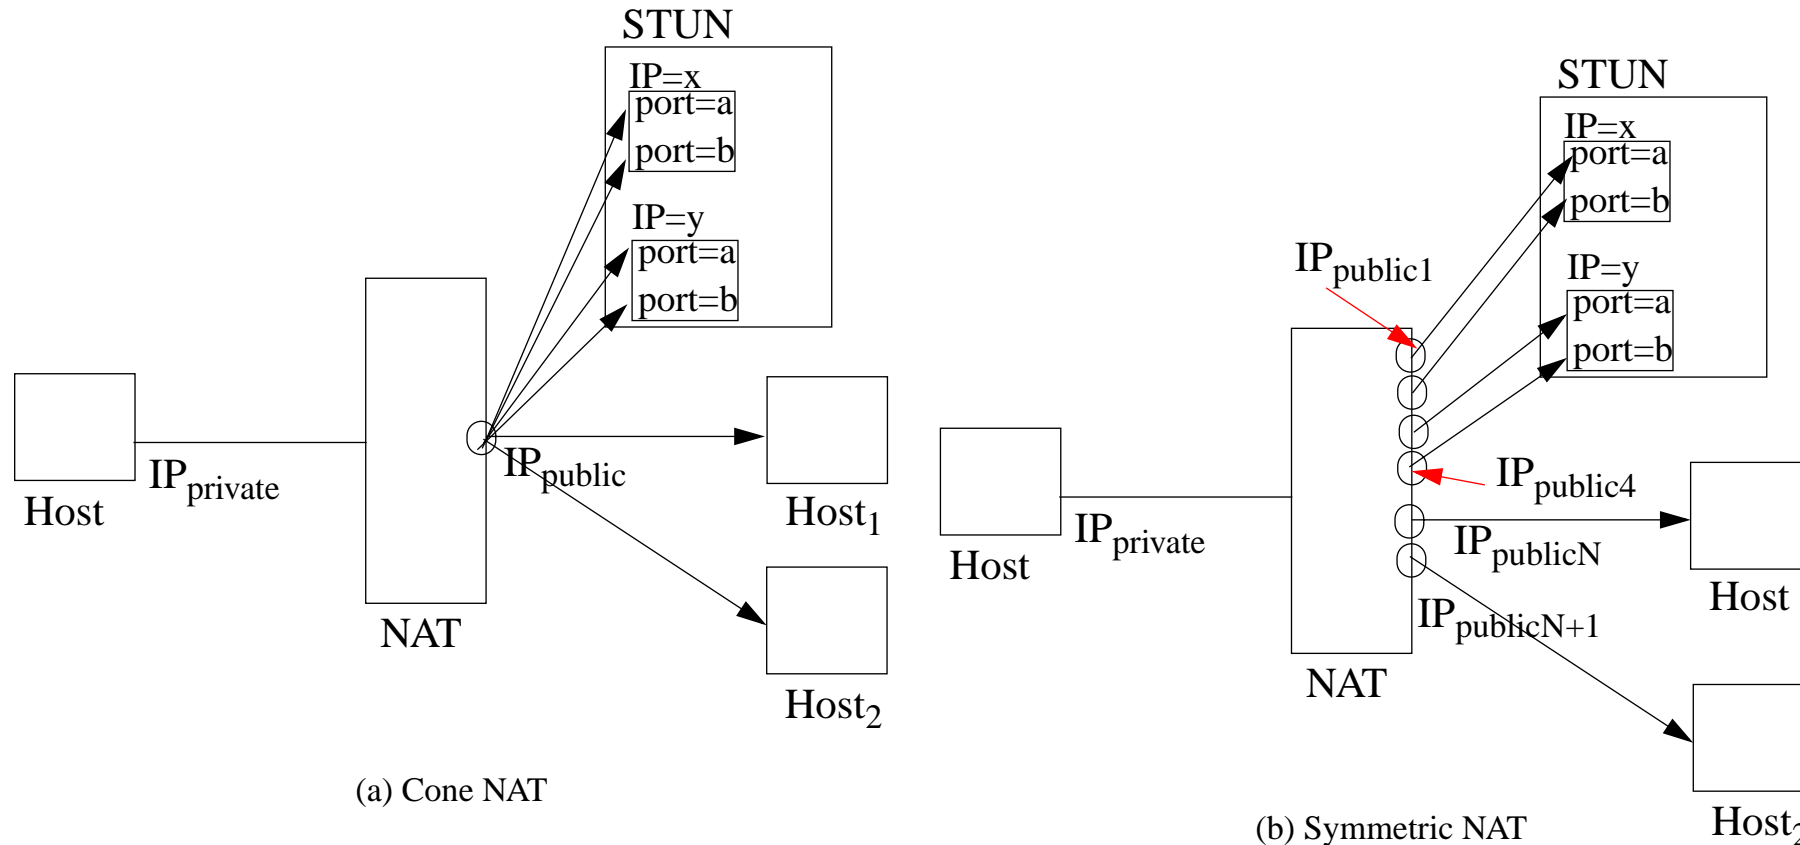 STUN
IP=x
port=a
port=b
IP=y
port=a
port=b
IPprivate
Host
NAT
IPpublic
Host1
Host2
(a) Cone NAT
STUN
IP=x
port=a
port=b
IP=y
port=a
port=b
IPpublic1
IPpublic4
IPprivate
Host
NAT
IPpublicN
IPpublicN+1
Host
Host2
(b) Symmetric NAT